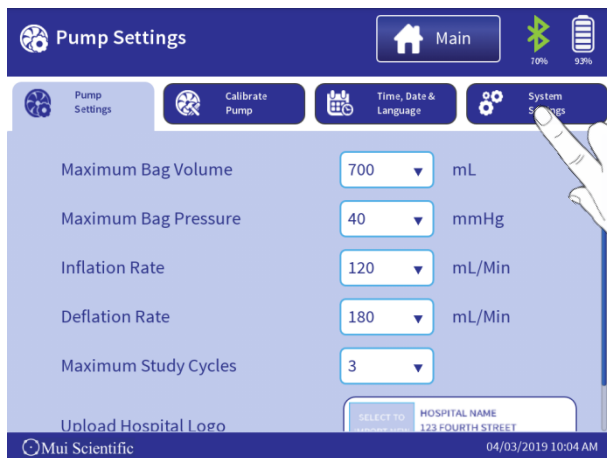 Pump Settings
Main
70%
93%
Pump
Settings
Calibrate
Pump
Time, Date &
Language
System
Maximum Bag Volume 700 mL
Maximum Bag Pressure 40 mmHg
Inflation Rate 120 mL/Min
Deflation Rate 180 mL/Min
Maximum Study Cycles 3
Upload Hospital Logo
SELECT TO
HOSPITAL NAME
123 FOURTH STREET
Mui Scientific
04/03/2019 10:04 AM